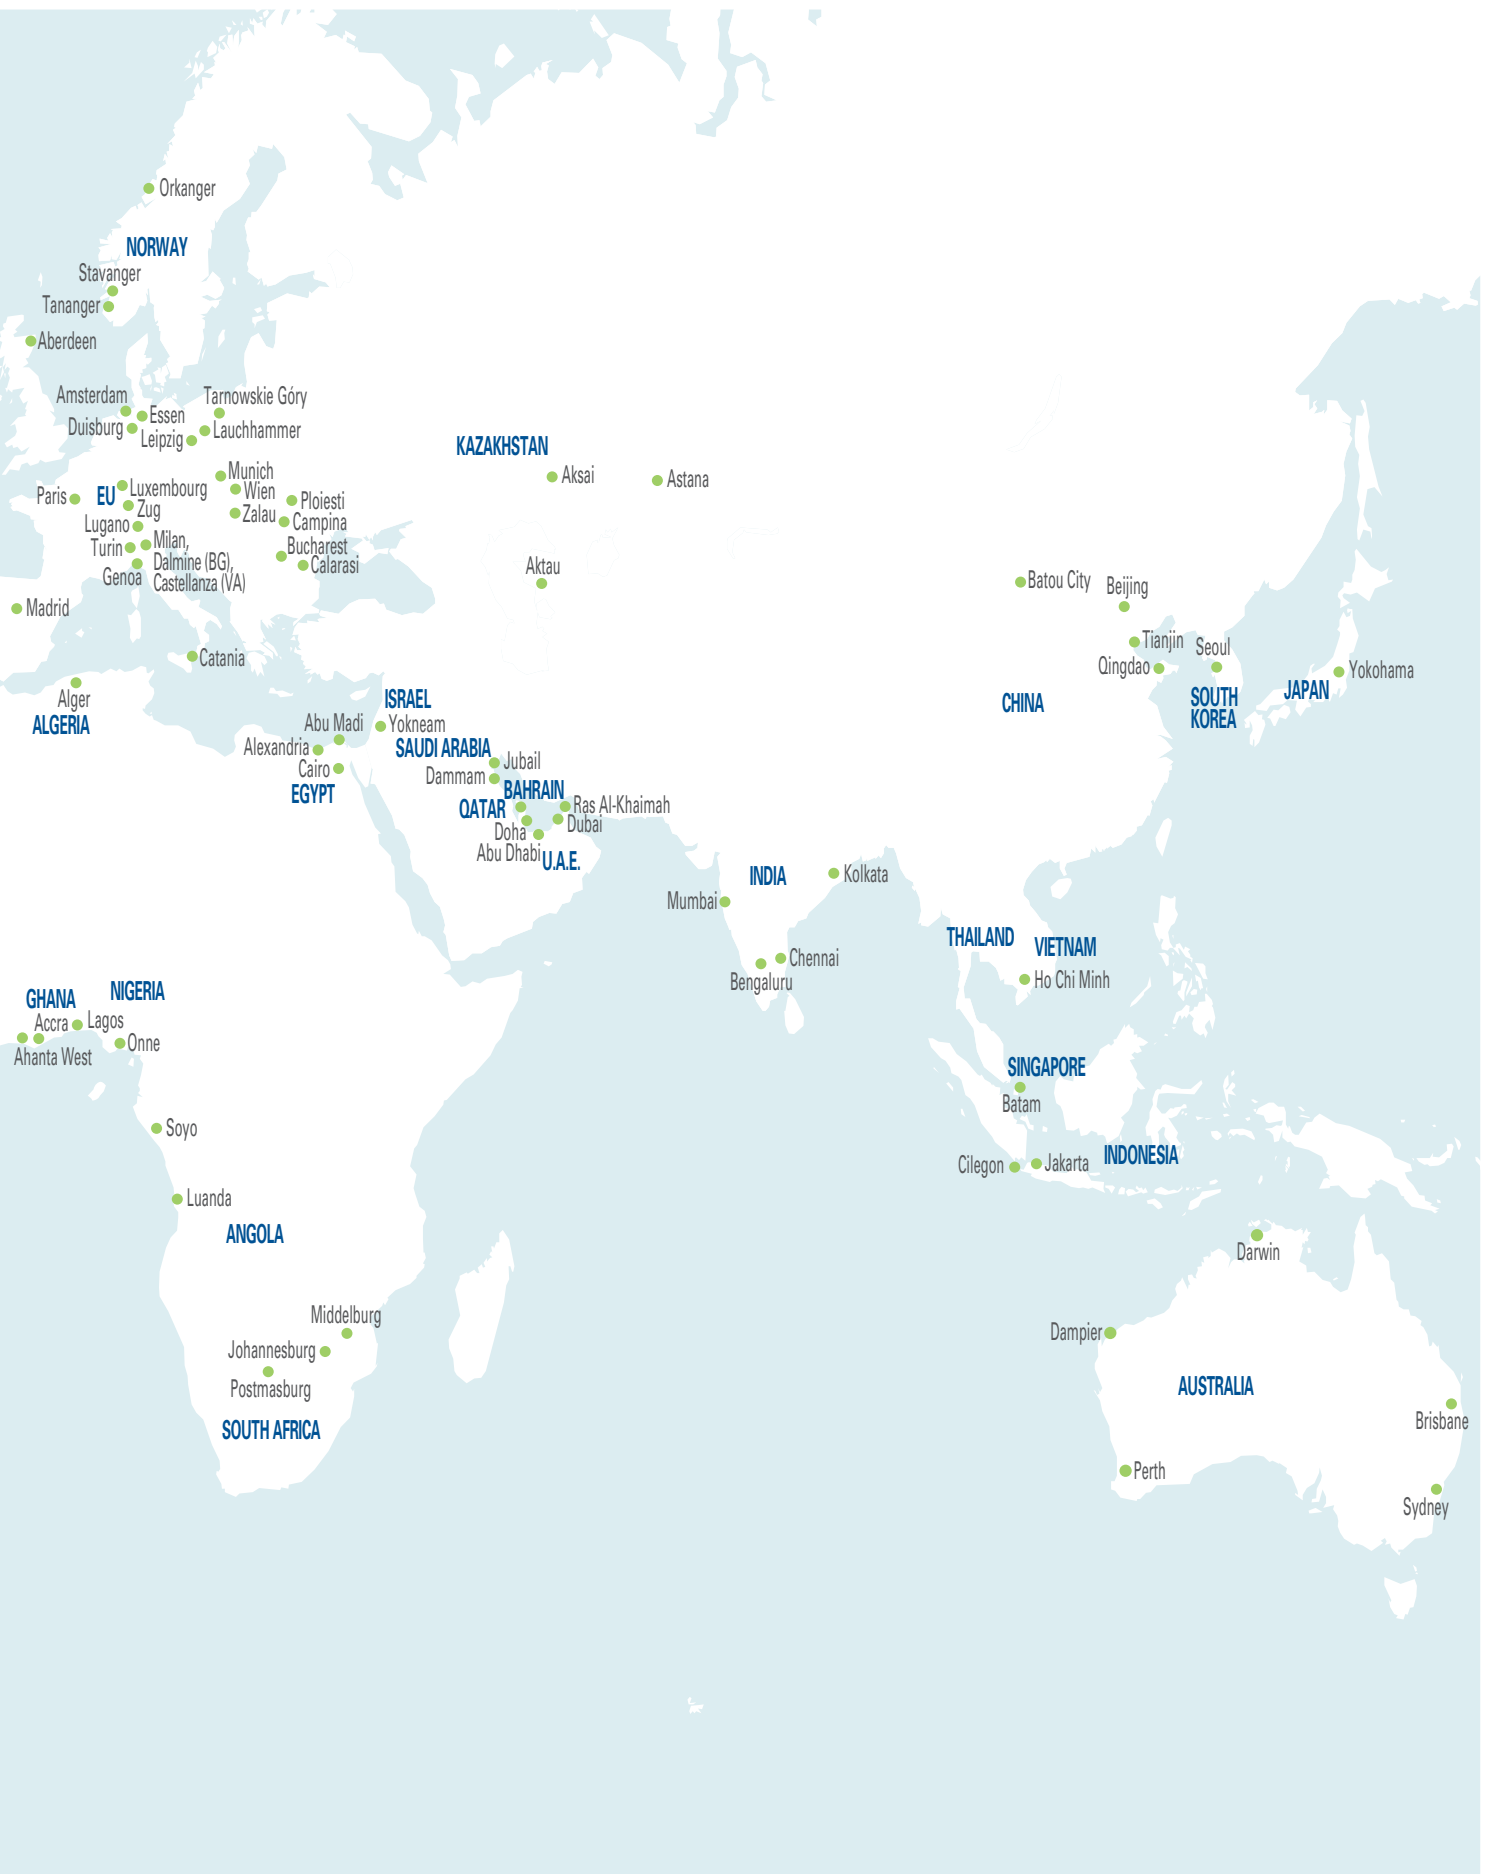 Orkanger
NORWAY
Stavanger
Tananger
Aberdeen
Amsterdam
Essen
Duisburg
Leipzig
Tarnowskie Góry
Lauchhammer
Munich
Wien
Zalau
Ploiesti
Campina
Bucharest
Calarasi
Paris
EU
Luxembourg
Zug
Lugano
Turin
Milan,
Dalmine (BG),
Castellanza (VA)
Genoa
Madrid
Catania
Alger
ALGERIA
KAZAKHSTAN
Aksai
Astana
Aktau
ISRAEL
Yokneam
Abu Madi
Alexandria
Cairo
EGYPT
SAUDI ARABIA
Jubail
Dammam
BAHRAIN
QATAR
Ras Al-Khaimah
Dubai
Doha
Abu Dhabi
U.A.E.
Batou City
Beijing
Tianjin
Qingdao
CHINA
Seoul
SOUTH
KOREA
JAPAN
Yokohama
INDIA
Kolkata
Mumbai
Chennai
Bengaluru
THAILAND
VIETNAM
Ho Chi Minh
SINGAPORE
Batam
Cilegon
Jakarta
INDONESIA
GHANA
NIGERIA
Accra
Lagos
Ahanta West
Onne
Soyo
Luanda
ANGOLA
Middelburg
Johannesburg
Postmasburg
SOUTH AFRICA
Darwin
Dampier
AUSTRALIA
Brisbane
Perth
Sydney